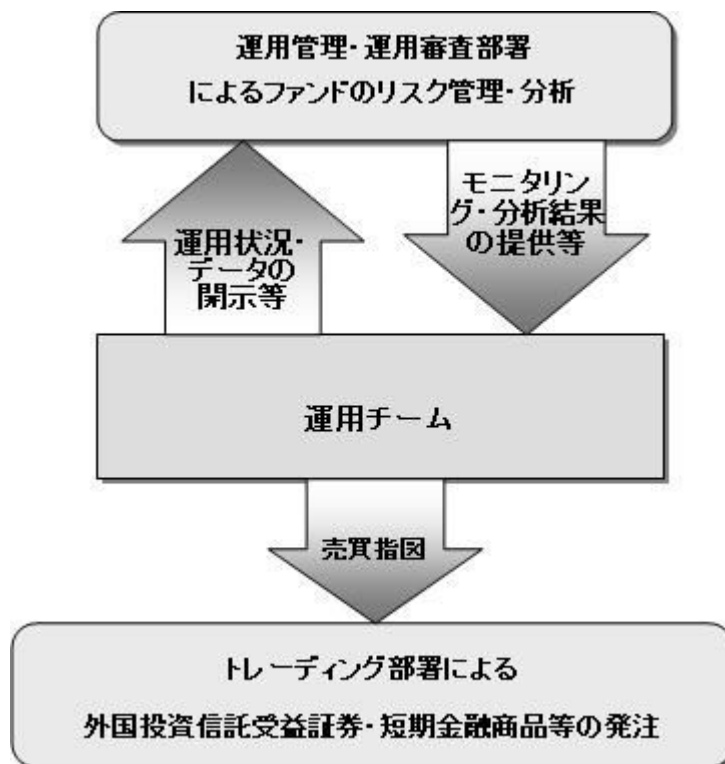 運用管理・運用審査部署
によるファンドのリスク管理・分析
運用状況・
データの
開示等
モニタリン
グ・分析結果
の提供等
運用チーム
売買指図
トレーディング部署による
外国投資信託受益証券・短期金融商品等の発注